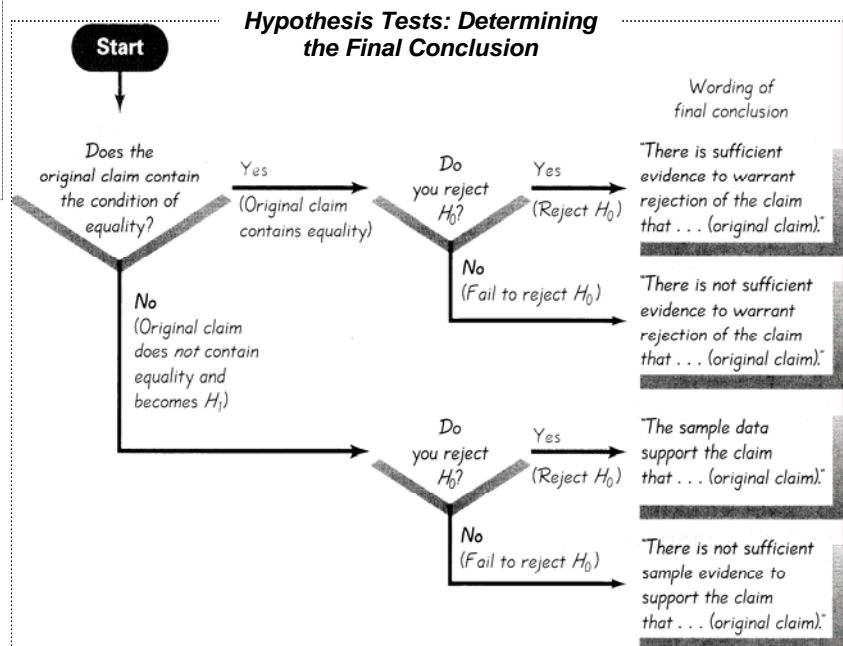 Hypothesis Tests: Determining
the Final Conclusion
Start
Wording of
final conclusion
Does the
original claim contain
the condition of
equality?
Yes
(Original claim
contains equality)
Do
you reject
H₀?
Yes
(Reject H₀)
"There is sufficient
evidence to warrant
rejection of the claim
that . . . (original claim)."
No
(Fail to reject H₀)
"There is not sufficient
evidence to warrant
rejection of the claim
that . . . (original claim)."
No
(Original claim
does not contain
equality and
becomes H₁)
Do
you reject
H₀?
Yes
(Reject H₀)
"The sample data
support the claim
that . . . (original claim)."
No
(Fail to reject H₀)
"There is not sufficient
sample evidence to
support the claim
that . . . (original claim)."